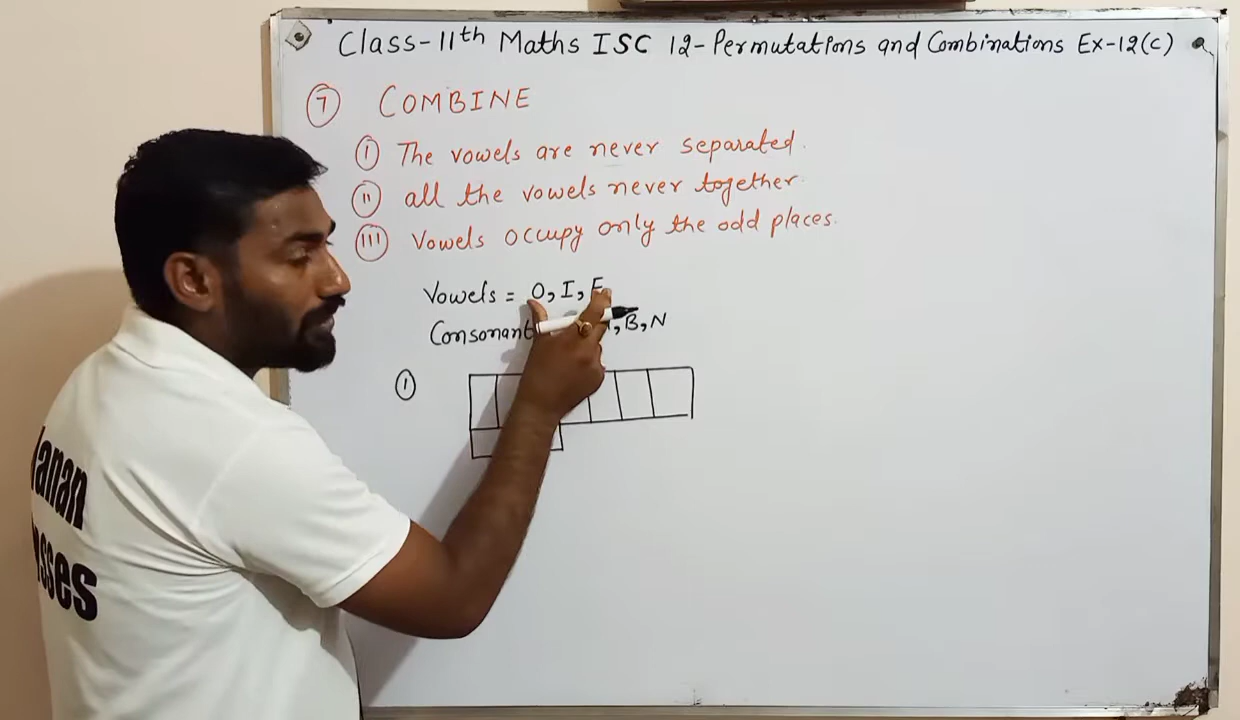 Class-11th Maths ISC 12-Permutations and Combinations Ex-12(c)
7 COMBINE
I The vowels are never separated.
II all the vowels never together.
III Vowels occupy only the odd places.
Vowels = O, I, E
Consonant , B, N
I